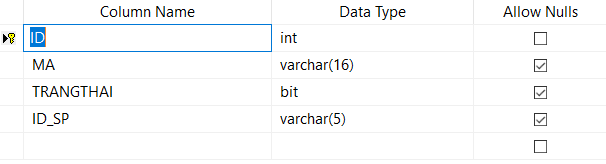 Column Name Data Type Allow Nulls
ID int
MA varchar(16)
TRANGTHAI bit
ID_SP varchar(5)